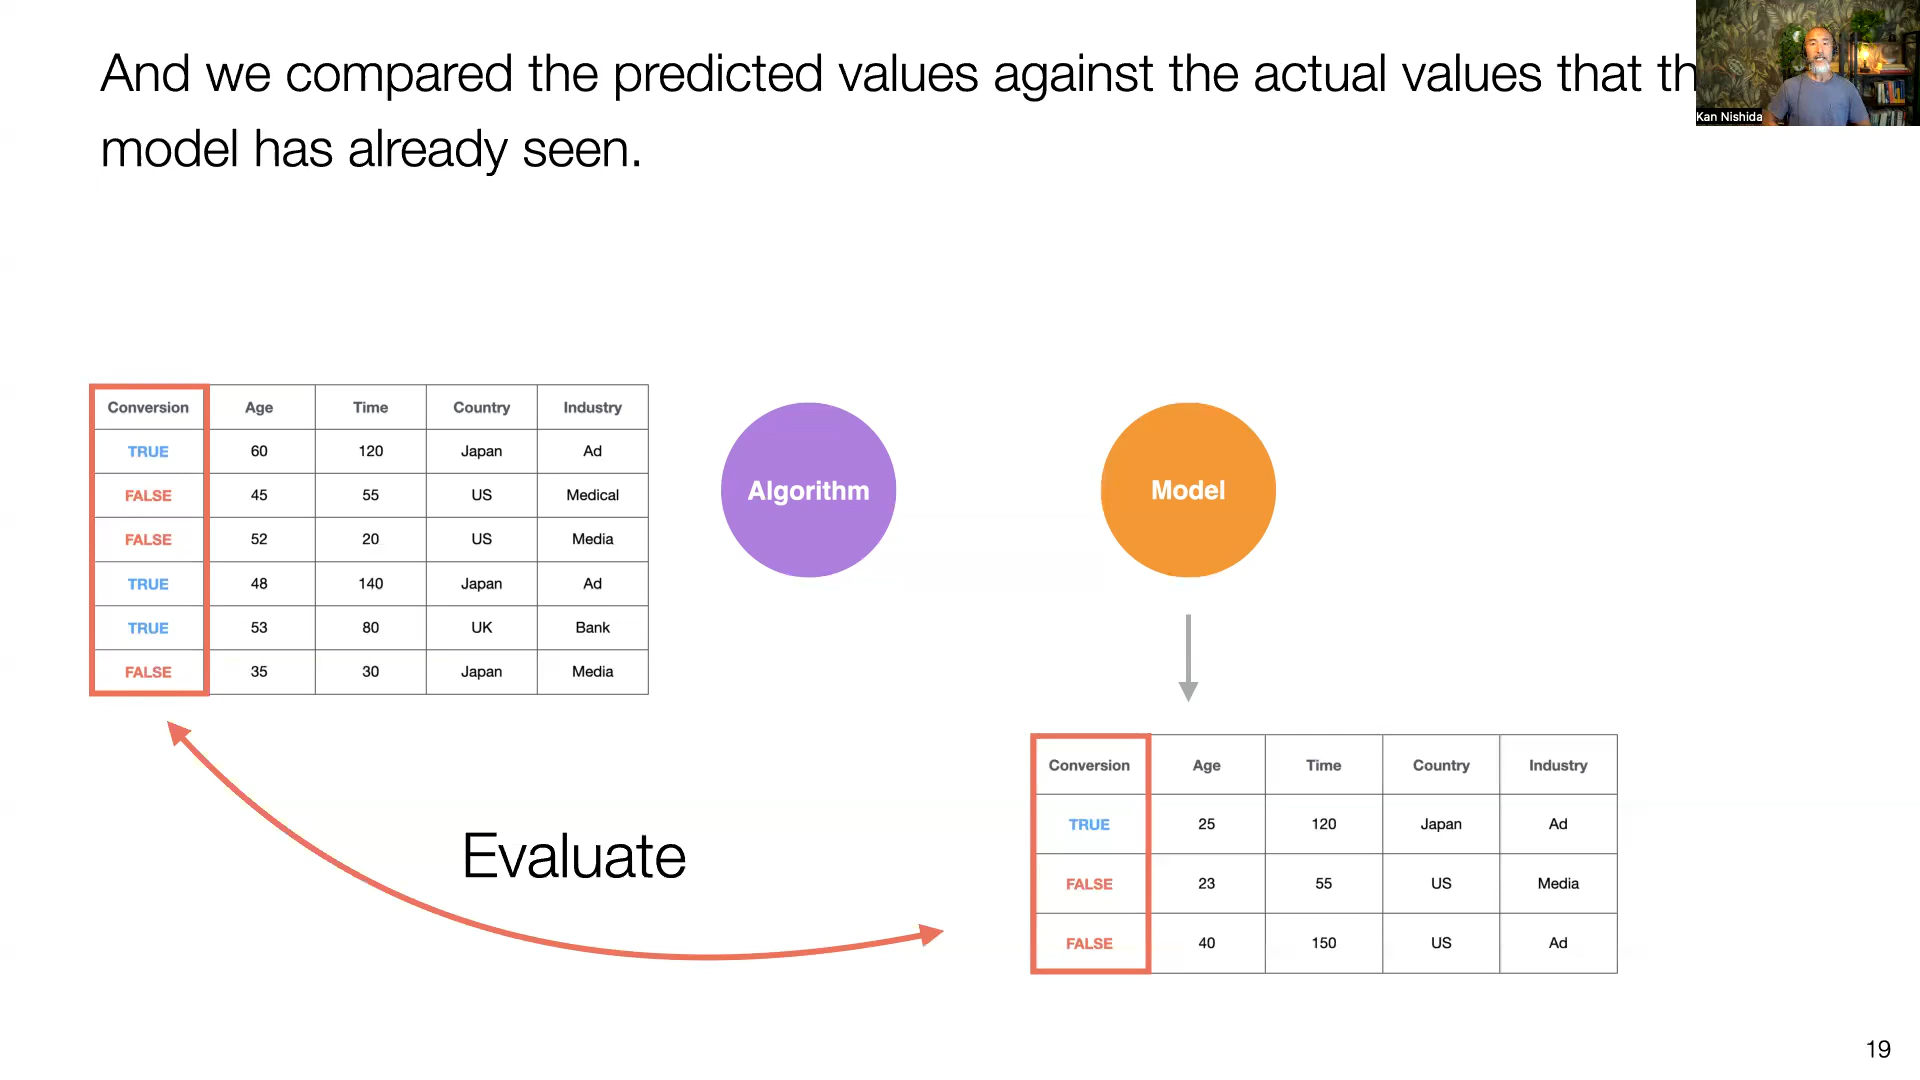 And we compared the predicted values against the actual values that th
model has already seen.
Kan Nishida
Conversion Age Time Country Industry
TRUE 60 120 Japan Ad
FALSE 45 55 US Medical
FALSE 52 20 US Media
TRUE 48 140 Japan Ad
TRUE 53 80 UK Bank
FALSE 35 30 Japan Media
Algorithm
Model
Evaluate
Conversion Age Time Country Industry
TRUE 25 120 Japan Ad
FALSE 23 55 US Media
FALSE 40 150 US Ad
19